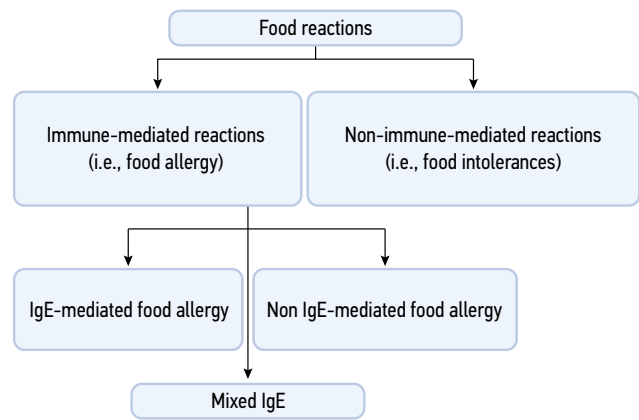 Food reactions
Immune-mediated reactions
(i.e., food allergy)
Non-immune-mediated reactions
(i.e., food intolerances)
IgE-mediated food allergy
Non IgE-mediated food allergy
Mixed IgE